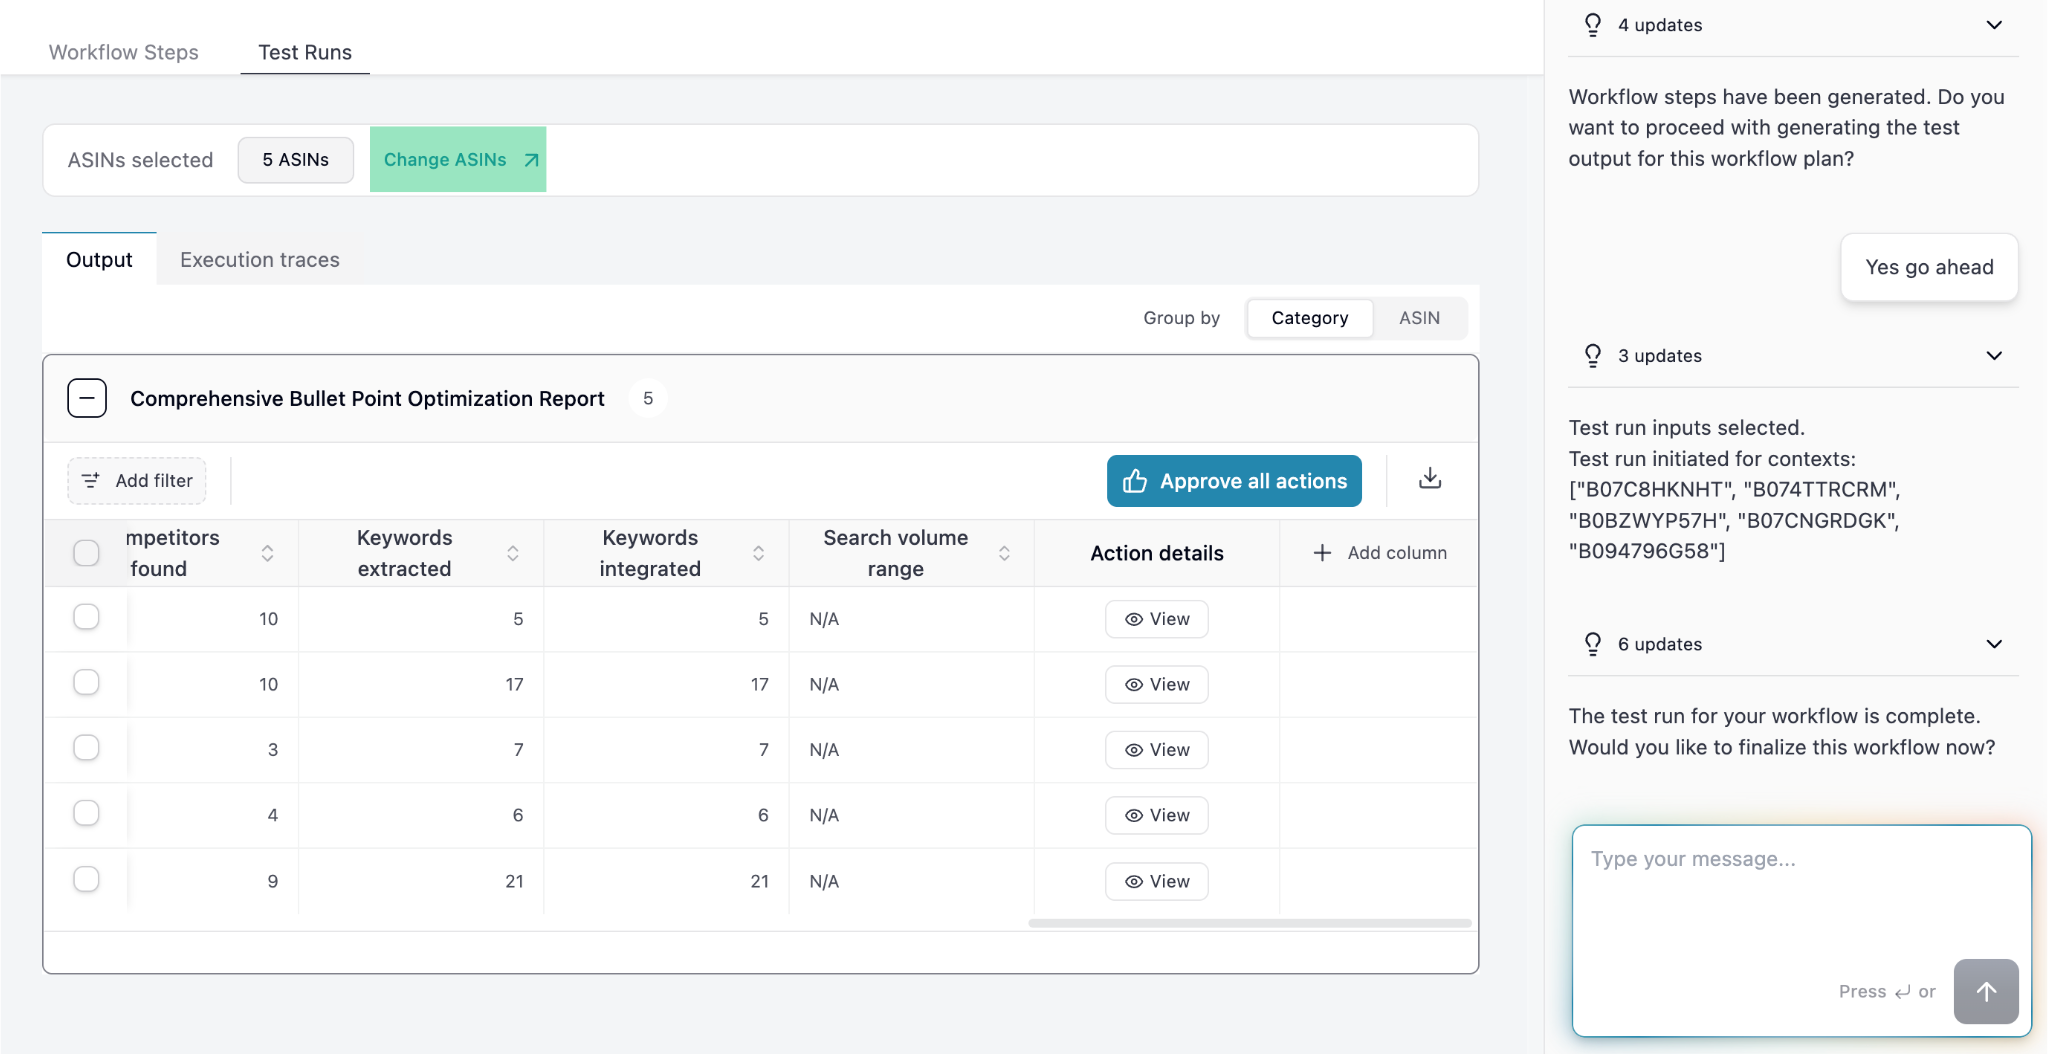 Workflow Steps
Test Runs
ASINs selected
5 ASINs
Change ASINs
Output
Execution traces
Group by
Category
ASIN
Comprehensive Bullet Point Optimization Report
5
Add filter
Approve all actions
mpetitors
found
Keywords
extracted
Keywords
integrated
Search volume
range
Action details
Add column
10 5 5 N/A View
10 17 17 N/A View
3 7 7 N/A View
4 6 6 N/A View
9 21 21 N/A View
4 updates
Workflow steps have been generated. Do you
want to proceed with generating the test
output for this workflow plan?
Yes go ahead
3 updates
Test run inputs selected.
Test run initiated for contexts:
["B07C8HKNHT", "B074TTRCRM",
"B0BZWYP57H", "B07CNGRDGK",
"B094796G58"]
6 updates
The test run for your workflow is complete.
Would you like to finalize this workflow now?
Type your message...
Press ↵ or